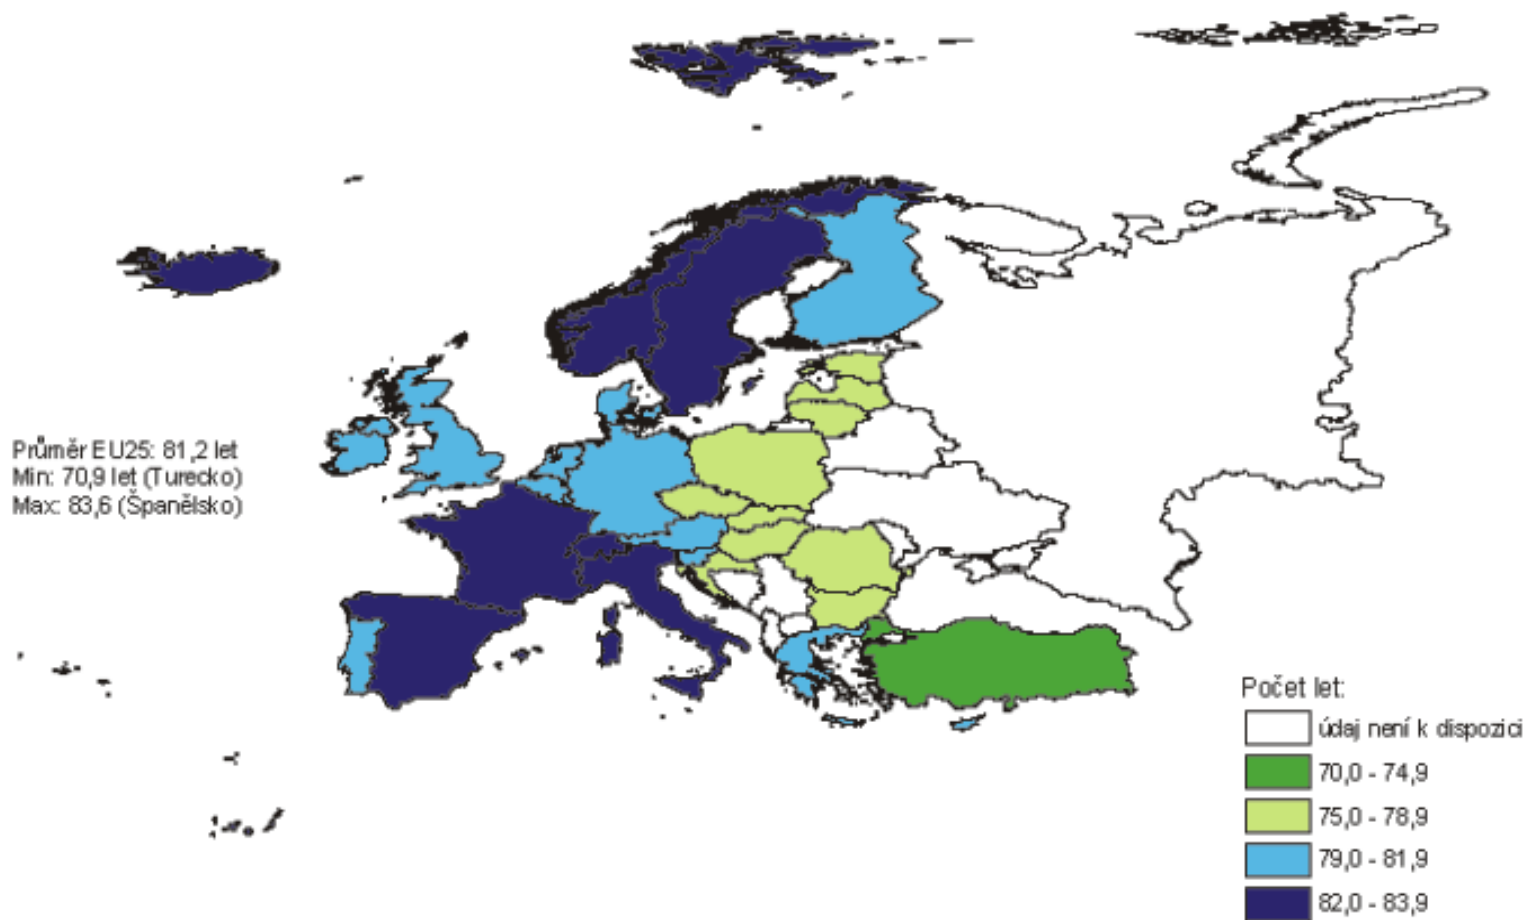 Průměr EU25: 81,2 let
Min: 70,9 let (Turecko)
Max: 83,6 (Španělsko)
Počet let:
údaj není k dispozici
70,0 - 74,9
75,0 - 78,9
79,0 - 81,9
82,0 - 83,9